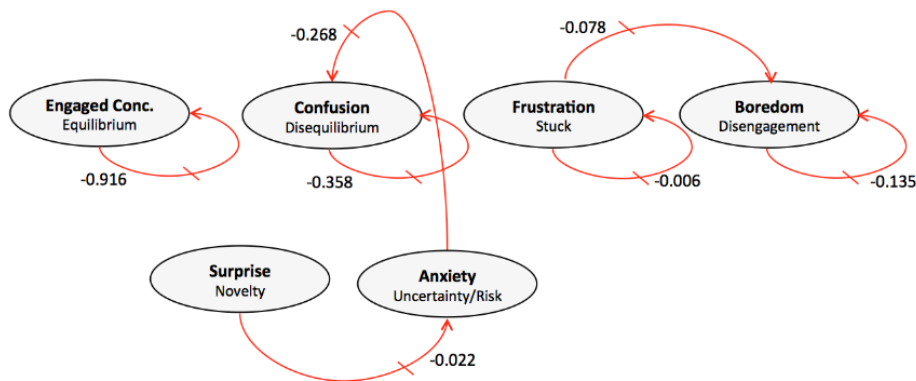 -0.268
-0.078
Engaged Conc.
Equilibrium
Confusion
Disequilibrium
Frustration
Stuck
Boredom
Disengagement
-0.916
-0.358
-0.006
-0.135
Surprise
Novelty
Anxiety
Uncertainty/Risk
-0.022